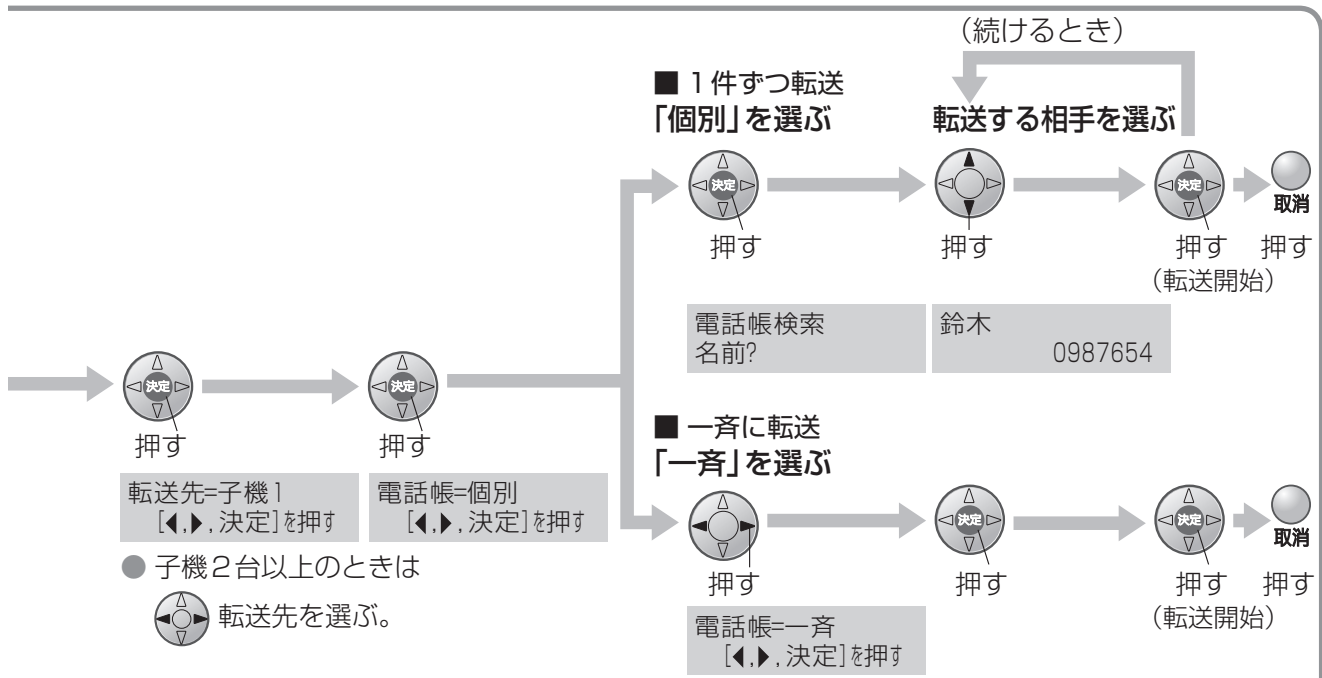 (続けるとき)
■ 1件ずつ転送
「個別」を選ぶ
転送する相手を選ぶ
決定
決定
取消
押す
押す
押す
押す
(転送開始)
電話帳検索
名前?
鈴木
0987654
決定
決定
押す
押す
転送先=子機1
[◀,▶,決定]を押す
電話帳=個別
[◀,▶,決定]を押す
● 子機2台以上のときは
転送先を選ぶ。
■ 一斉に転送
「一斉」を選ぶ
決定
決定
取消
押す
押す
押す
押す
(転送開始)
電話帳=一斉
[◀,▶,決定]を押す